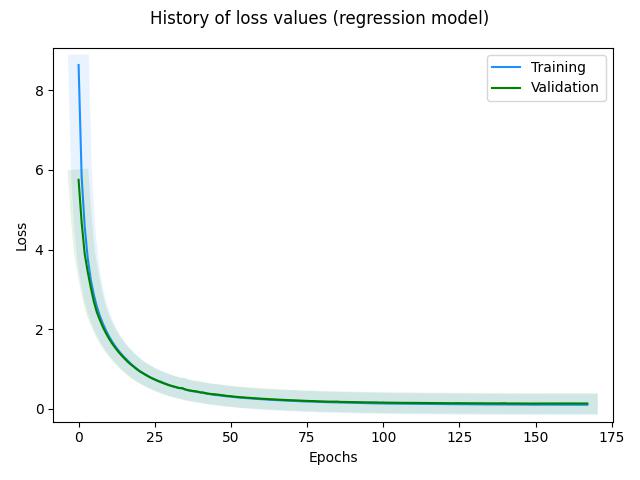 History of loss values (regression model)
Training
Validation
8
6
4
2
0
Loss
0 25 50 75 100 125 150 175
Epochs